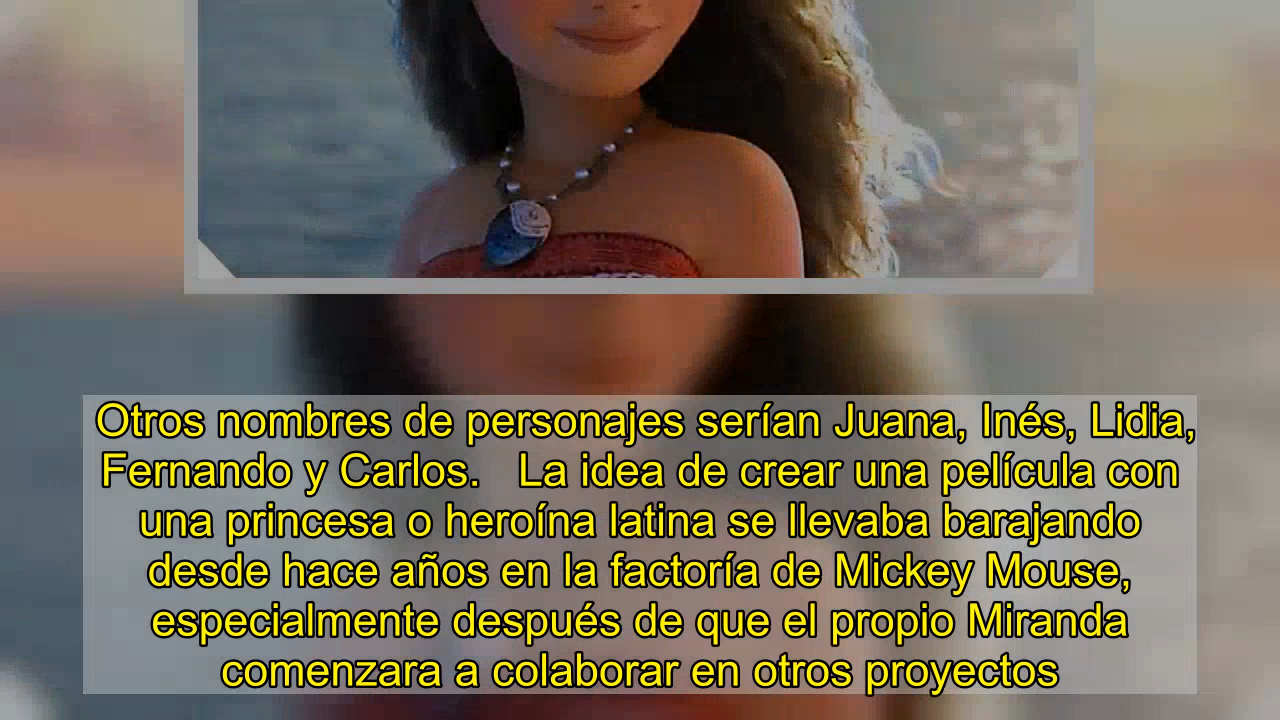 Otros nombres de personajes serían Juana, Inés, Lidia,
Fernando y Carlos.   La idea de crear una película con
una princesa o heroína latina se llevaba barajando
desde hace años en la factoría de Mickey Mouse,
especialmente después de que el propio Miranda
comenzara a colaborar en otros proyectos